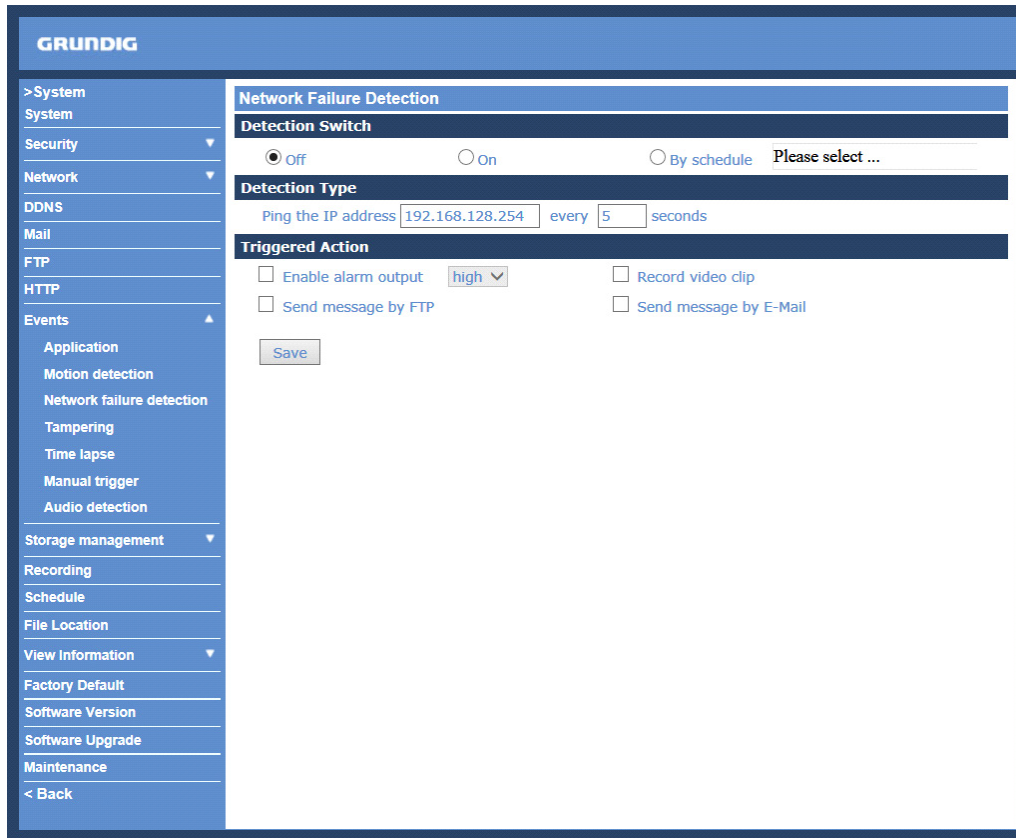 GRUNDIG
>System
System
Security
Network
DDNS
Mail
FTP
HTTP
Events
Application
Motion detection
Network failure detection
Tampering
Time lapse
Manual trigger
Audio detection
Storage management
Recording
Schedule
File Location
View Information
Factory Default
Software Version
Software Upgrade
Maintenance
< Back
Network Failure Detection
Detection Switch
Off On By schedule Please select ...
Detection Type
Ping the IP address 192.168.128.254 every 5 seconds
Triggered Action
Enable alarm output high Record video clip
Send message by FTP Send message by E-Mail
Save